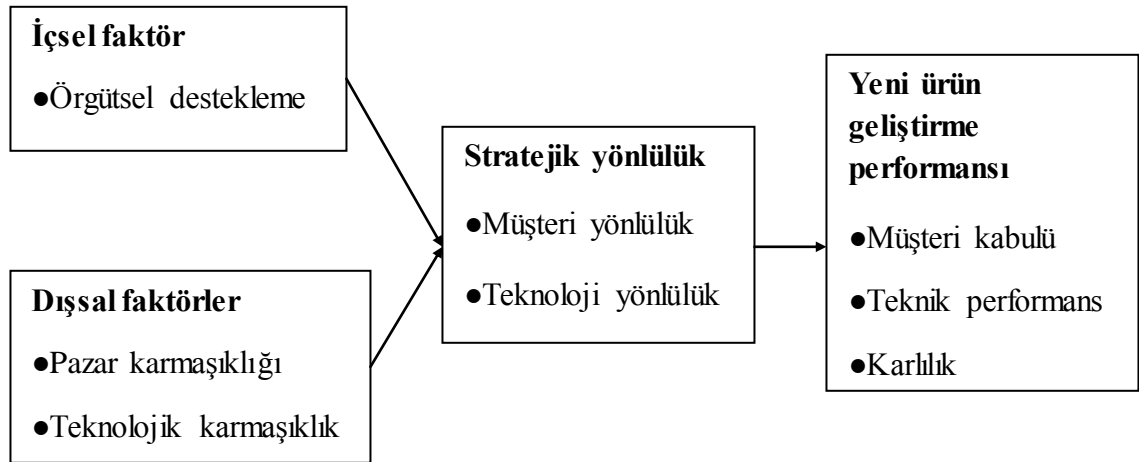 İçsel faktör
●Örgütsel destekleme
Dışsal faktörler
●Pazar karmaşıklığı
●Teknolojik karmaşıklık
Stratejik yönlülük
●Müşteri yönlülük
●Teknoloji yönlülük
Yeni ürün
geliştirme
performansı
●Müşteri kabulü
●Teknik performans
●Karlılık